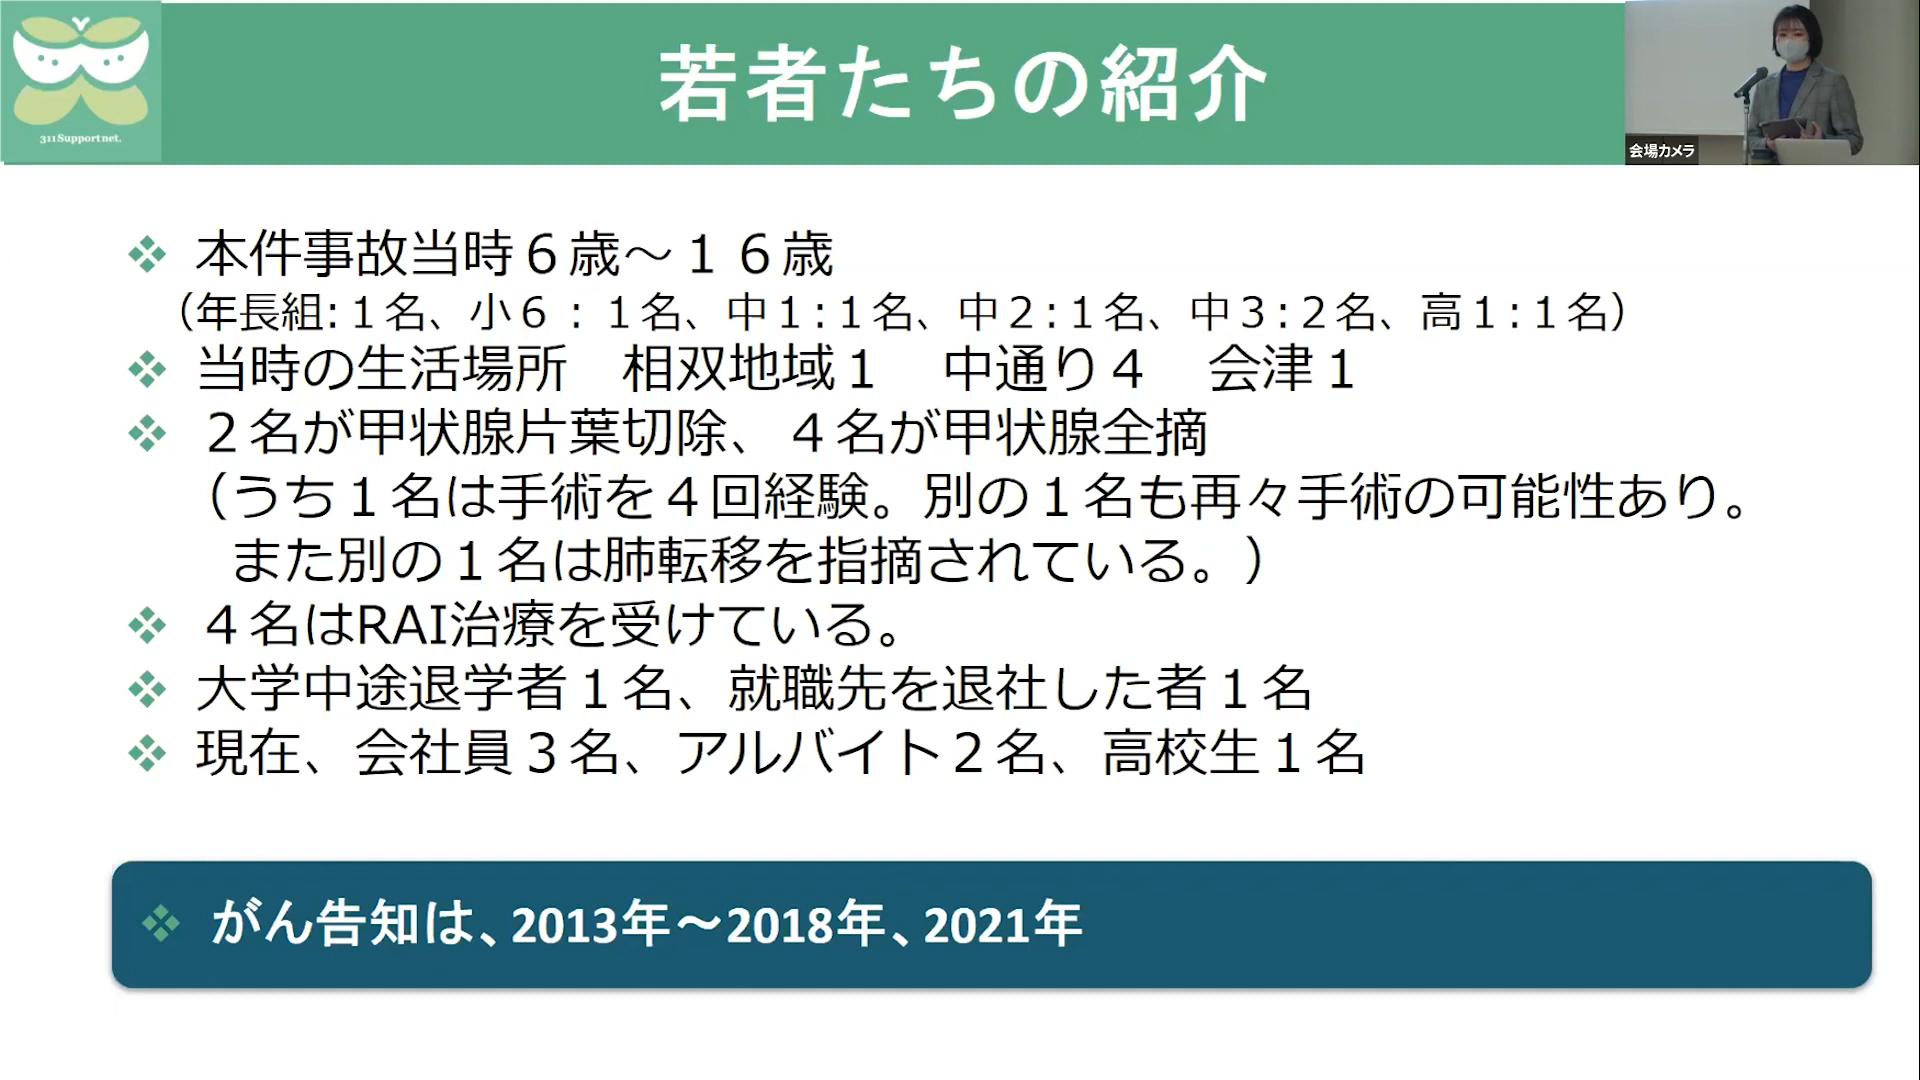 311Support net.
若者たちの紹介
会場カメラ
❖ 本件事故当時６歳～１６歳
（年長組:１名、小６：１名、中１:１名、中２:１名、中３:２名、高１:１名）
❖ 当時の生活場所　相双地域１　中通り４　会津１
❖ ２名が甲状腺片葉切除、４名が甲状腺全摘
（うち１名は手術を４回経験。別の１名も再々手術の可能性あり。
また別の１名は肺転移を指摘されている。）
❖ ４名はRAI治療を受けている。
❖ 大学中途退学者１名、就職先を退社した者１名
❖ 現在、会社員３名、アルバイト２名、高校生１名
❖ がん告知は、2013年～2018年、2021年